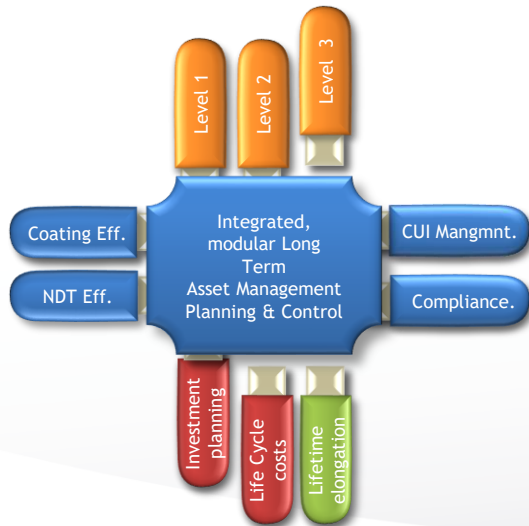 Level 1
Level 2
Level 3
Coating Eff.
NDT Eff.
Integrated,
modular Long
Term
Asset Management
Planning & Control
CUI Mangmnt.
Compliance.
Investment
planning
Life Cycle
costs
Lifetime
elongation